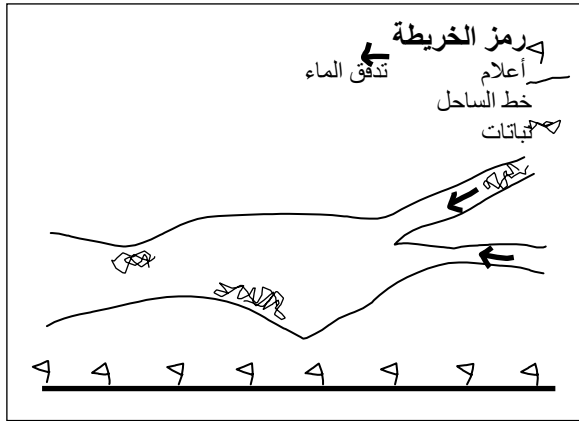 رمز الخريطة
أعلام
تدفق الماء
خط الساحل
نباتات